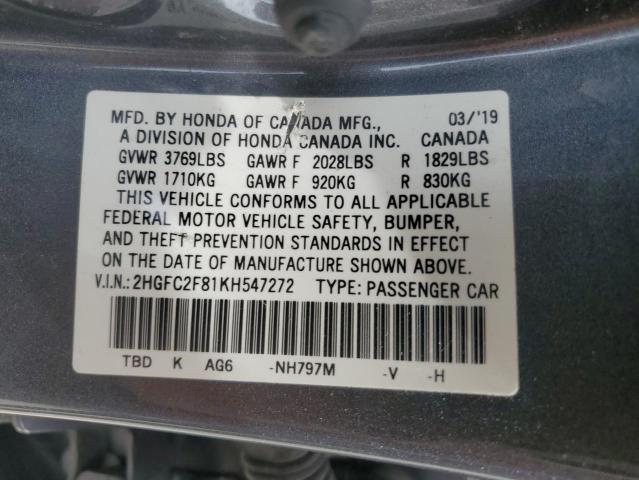 MFD. BY HONDA OF CANADA MFG., 03/'19
A DIVISION OF HONDA CANADA INC. CANADA
GVWR 3769LBS GAWR F 2028LBS R 1829LBS
GVWR 1710KG GAWR F 920KG R 830KG
THIS VEHICLE CONFORMS TO ALL APPLICABLE
FEDERAL MOTOR VEHICLE SAFETY, BUMPER,
AND THEFT PREVENTION STANDARDS IN EFFECT
ON THE DATE OF MANUFACTURE SHOWN ABOVE.
V.I.N.: 2HGFC2F81KH547272 TYPE: PASSENGER CAR
TBD K AG6 -NH797M -V -H